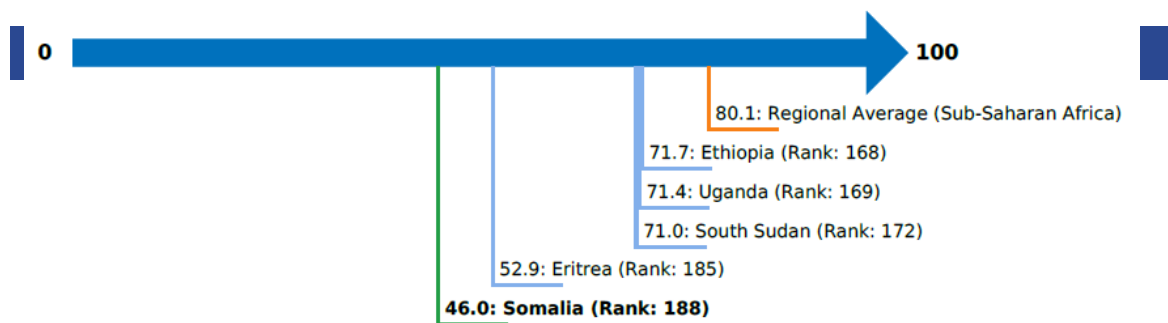 0
100
80.1: Regional Average (Sub-Saharan Africa)
71.7: Ethiopia (Rank: 168)
71.4: Uganda (Rank: 169)
71.0: South Sudan (Rank: 172)
52.9: Eritrea (Rank: 185)
46.0: Somalia (Rank: 188)